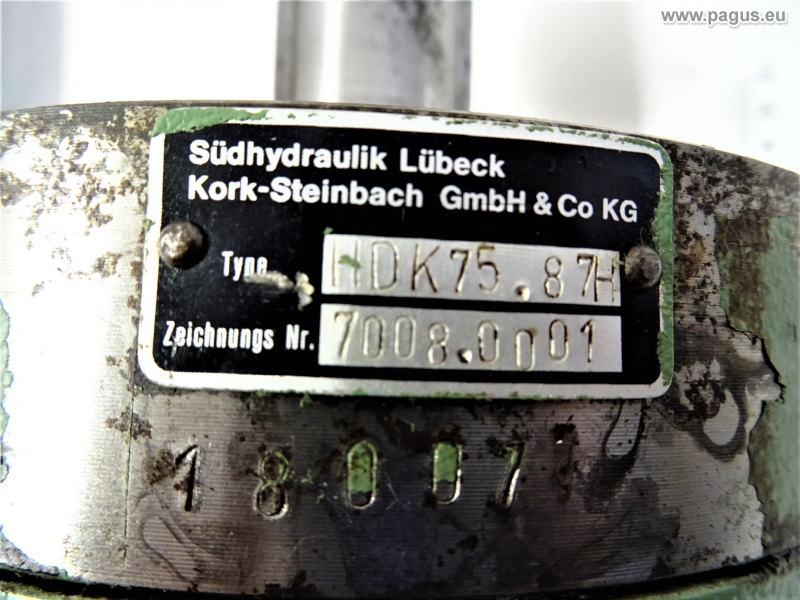 www.pagus.eu
Südhydraulik Lübeck
Kork-Steinbach GmbH & Co KG
Type HDK75.87H
Zeichnungs Nr. 7008.0001
18007